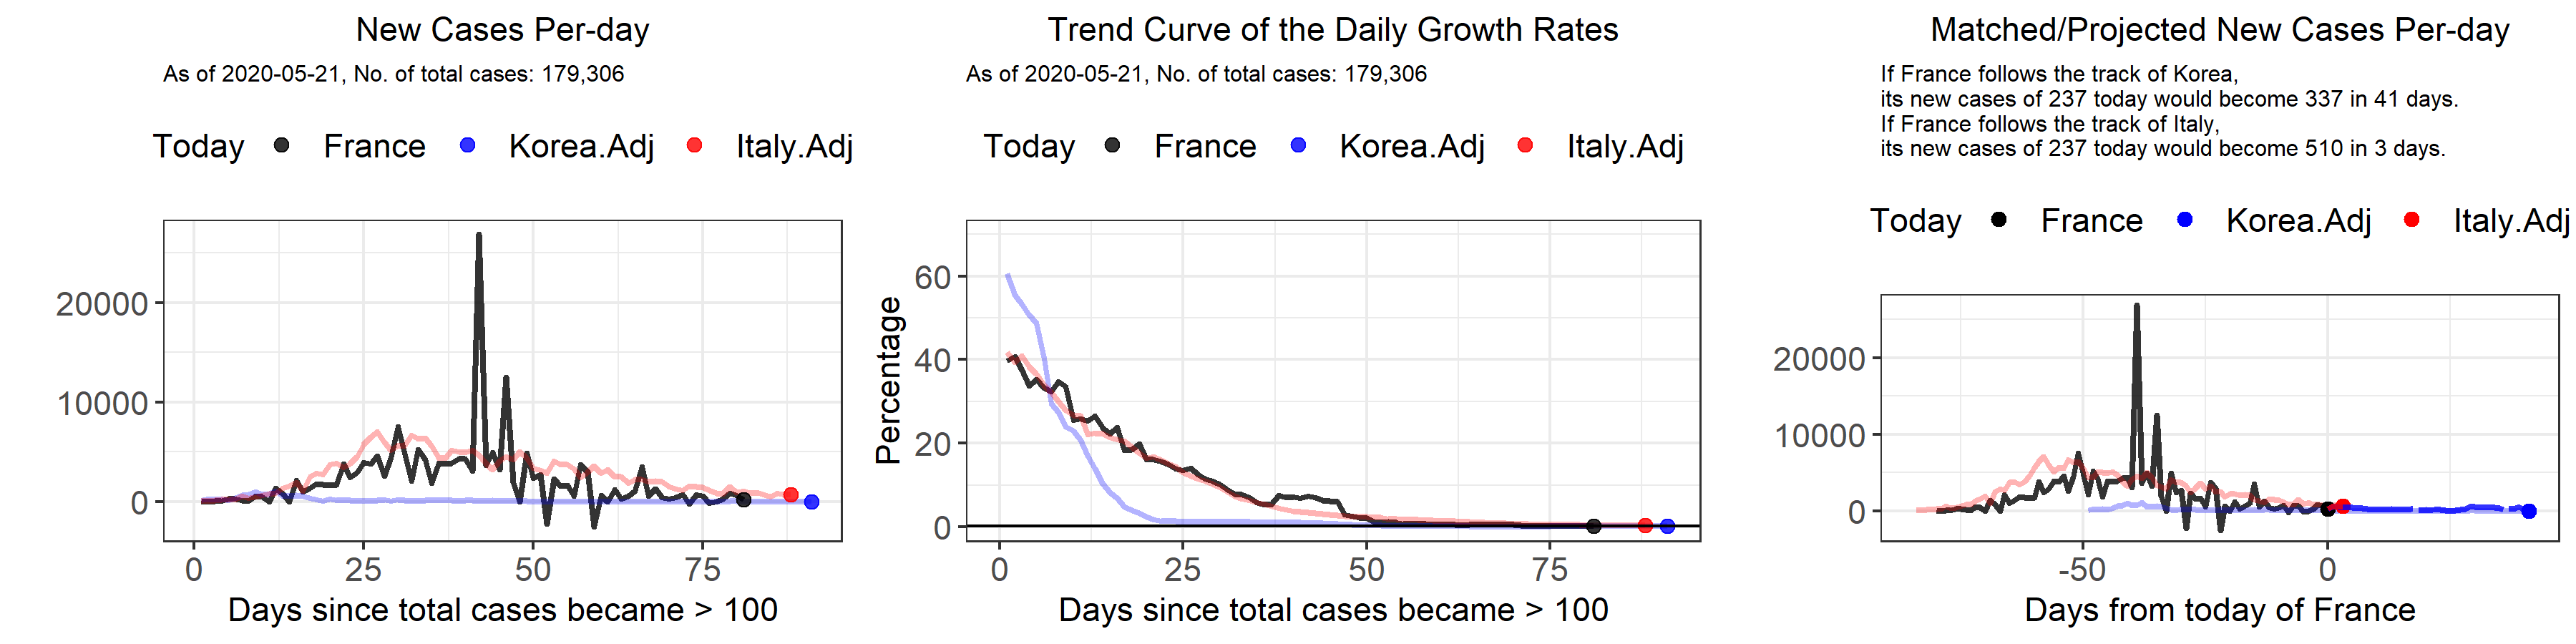 New Cases Per-day
As of 2020-05-21, No. of total cases: 179,306
Today France Korea.Adj Italy.Adj
20000
10000
0
0 25 50 75
Days since total cases became > 100
Trend Curve of the Daily Growth Rates
As of 2020-05-21, No. of total cases: 179,306
Today France Korea.Adj Italy.Adj
Percentage
60
40
20
0
0 25 50 75
Days since total cases became > 100
Matched/Projected New Cases Per-day
If France follows the track of Korea,
its new cases of 237 today would become 337 in 41 days.
If France follows the track of Italy,
its new cases of 237 today would become 510 in 3 days.
Today France Korea.Adj Italy.Adj
20000
10000
0
-50 0
Days from today of France